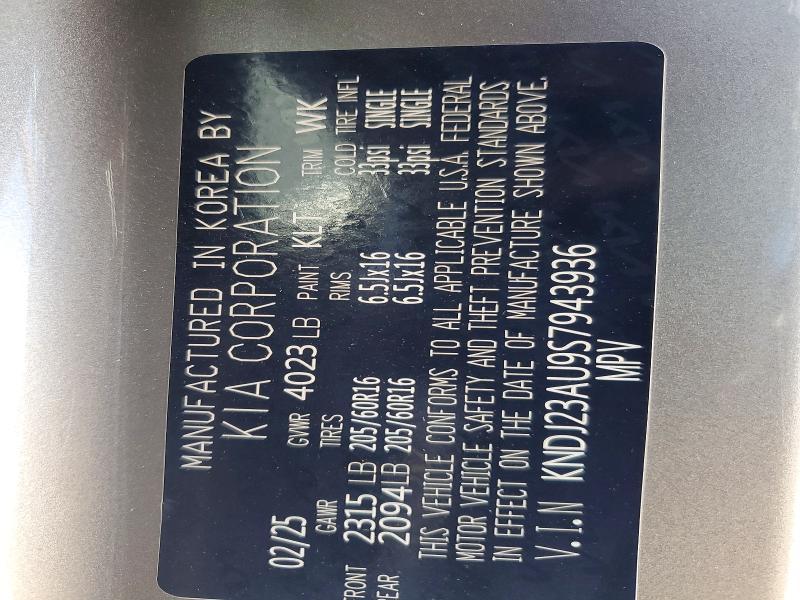 MANUFACTURED IN KOREA BY
KIA CORPORATION
02/25 GVWR 4023 LB PAINT KLT TRIM WK
GAWR TIRES RIMS COLD TIRE INFL
FRONT 2315 LB 205/60R16 6.5Jx16 33psi SINGLE
REAR 2094LB 205/60R16 6.5Jx16 33psi SINGLE
THIS VEHICLE CONFORMS TO ALL APPLICABLE U.S.A. FEDERAL
MOTOR VEHICLE SAFETY AND THEFT PREVENTION STANDARDS
IN EFFECT ON THE DATE OF MANUFACTURE SHOWN ABOVE.
V.I.N KNDJ23AU9S7943936
MPV